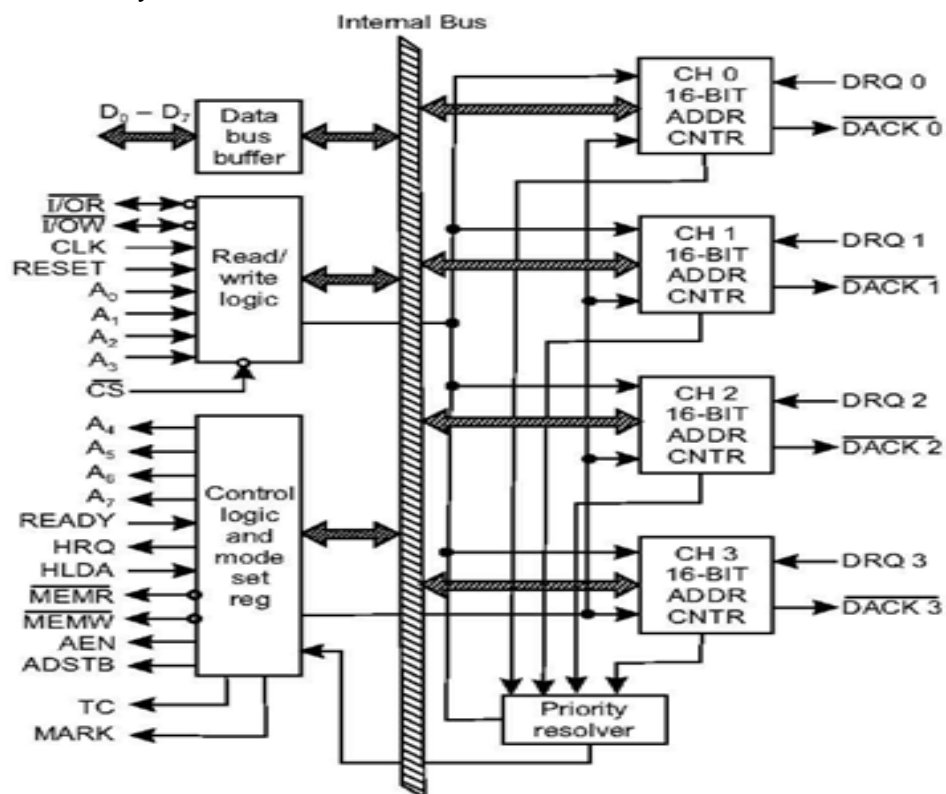 Internal Bus
D₀ – D₇
Data
bus
buffer
I/OR
I/OW
CLK
RESET
A₀
A₁
A₂
A₃
CS
Read/
write
logic
A₄
A₅
A₆
A₇
READY
HRQ
HLDA
MEMR
MEMW
AEN
ADSTB
TC
MARK
Control
logic
and
mode
set
reg
CH 0
16-BIT
ADDR
CNTR
DRQ 0
DACK 0
CH 1
16-BIT
ADDR
CNTR
DRQ 1
DACK 1
CH 2
16-BIT
ADDR
CNTR
DRQ 2
DACK 2
CH 3
16-BIT
ADDR
CNTR
DRQ 3
DACK 3
Priority
resolver